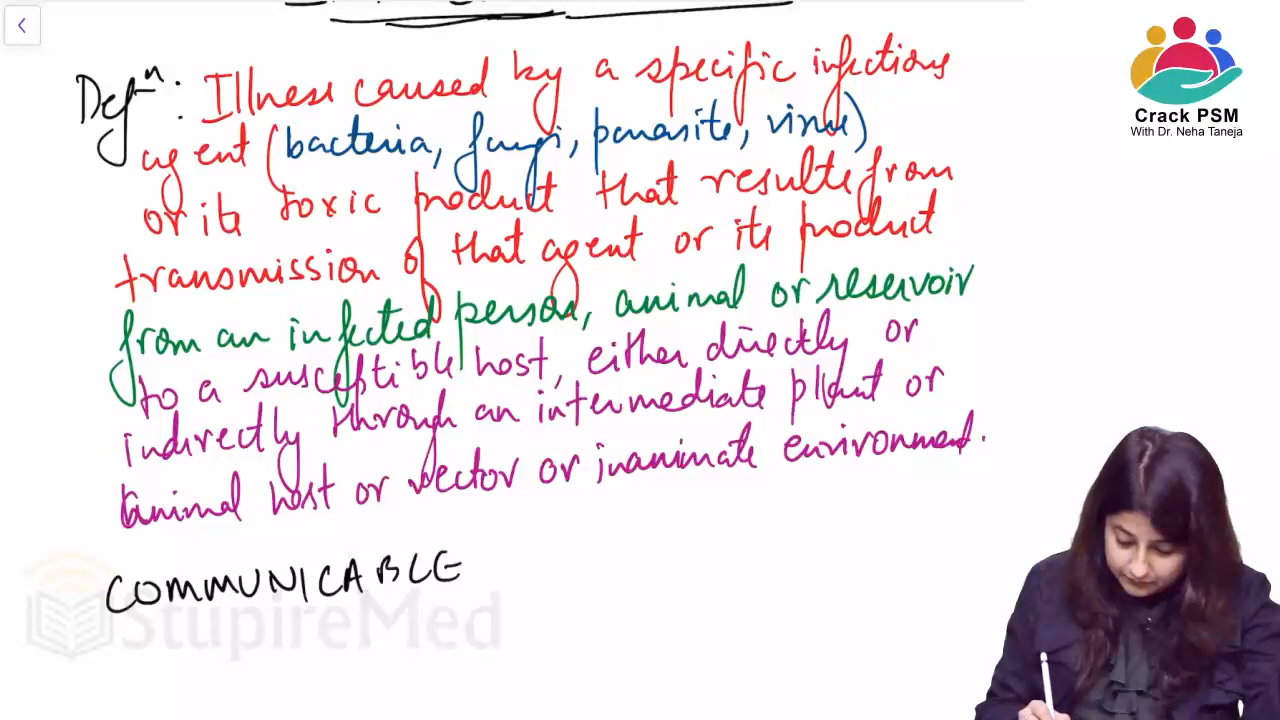 Defn: Illness caused by a specific infectious
agent (bacteria, fungi, parasite, virus)
or its toxic product that results from
transmission of that agent or its product
from an infected person, animal or reservoir
to a susceptible host, either directly or
indirectly through an intermediate plant or
animal host or vector or inanimate environment.
COMMUNICABLE
StupireMed
Crack PSM
With Dr. Neha Taneja